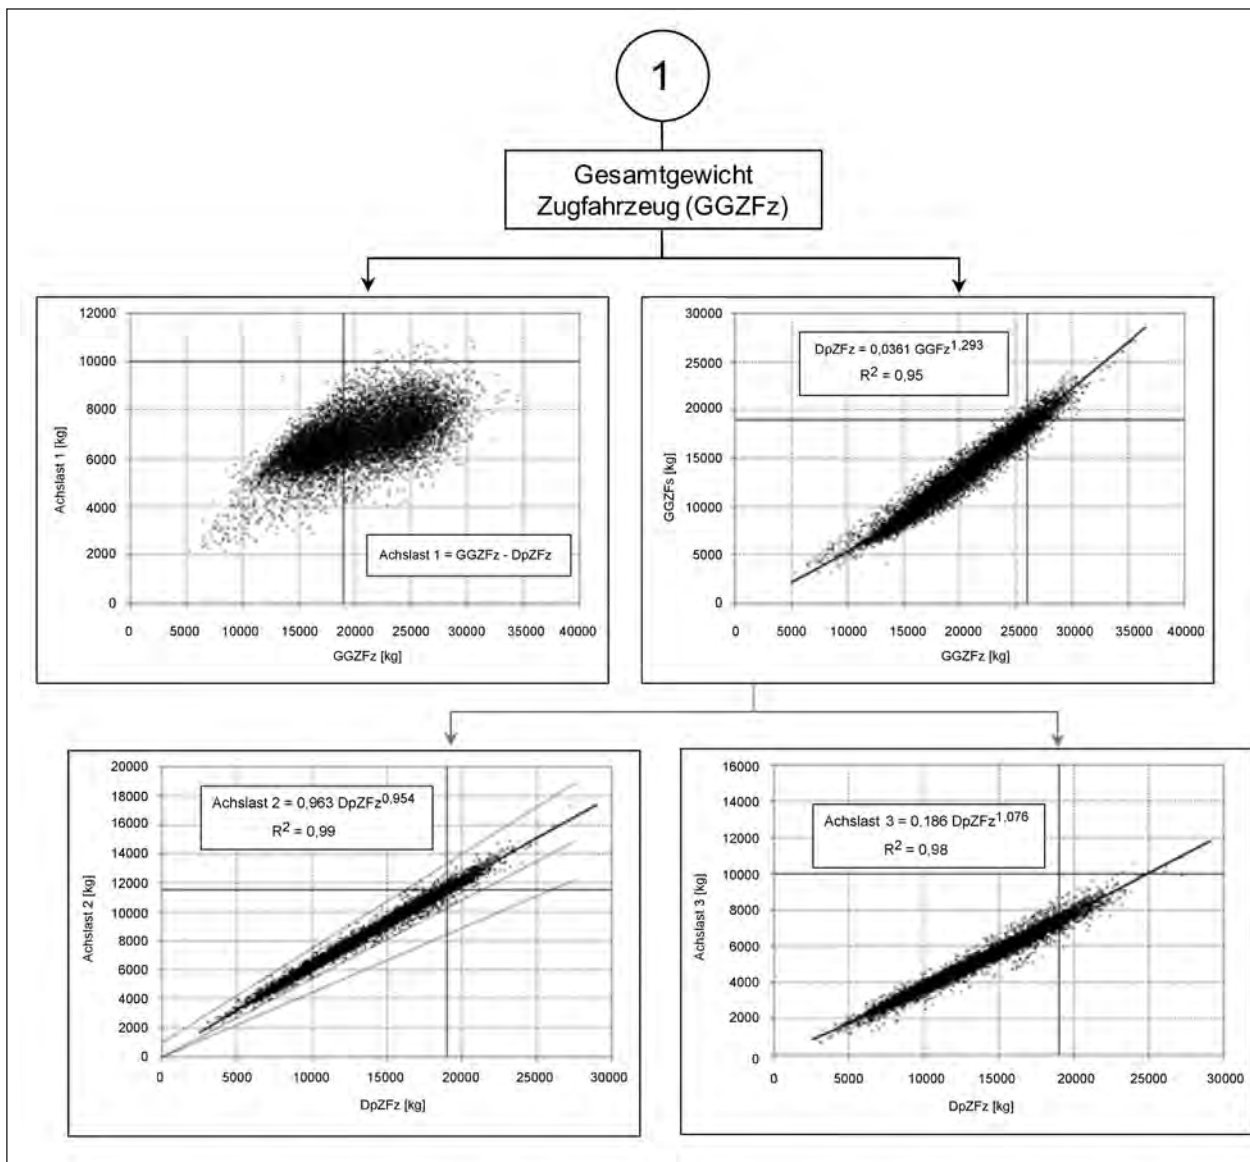 1
Gesamtgewicht
Zugfahrzeug (GGZFz)
12000
10000
8000
6000
4000
2000
0
Achslast 1 [kg]
Achslast 1 = GGZFz - DpZFz
0 5000 10000 15000 20000 25000 30000 35000 40000
GGZFz [kg]
30000
25000
20000
15000
10000
5000
0
GGZFs [kg]
DpZFz = 0,0361 GGFz1.293
R2 = 0,95
0 5000 10000 15000 20000 25000 30000 35000 40000
GGZFz [kg]
20000
18000
16000
14000
12000
10000
8000
6000
4000
2000
0
Achslast 2 [kg]
Achslast 2 = 0,963 DpZFz0.954
R2 = 0,99
0 5000 10000 15000 20000 25000 30000
DpZFz [kg]
16000
14000
12000
10000
8000
6000
4000
2000
0
Achslast 3 [kg]
Achslast 3 = 0.186 DpZFz1.076
R2 = 0,98
0 5000 10000 15000 20000 25000 30000
DpZFz [kg]